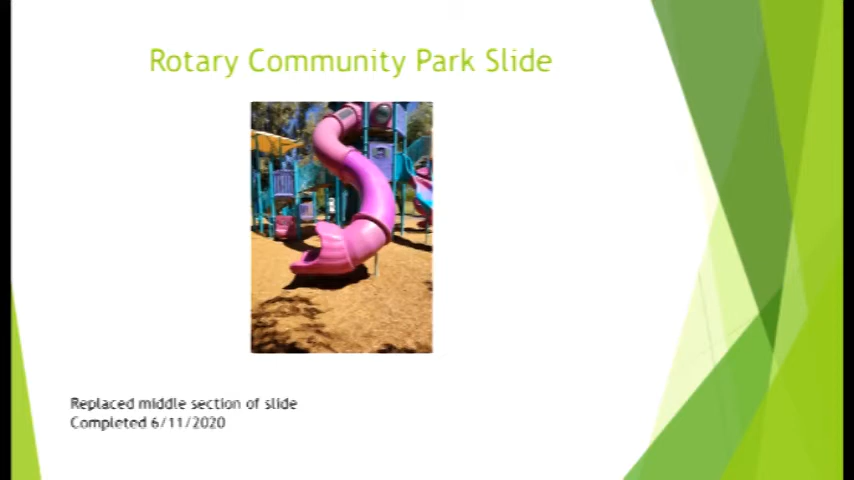 Rotary Community Park Slide
Replaced middle section of slide
Completed 6/11/2020